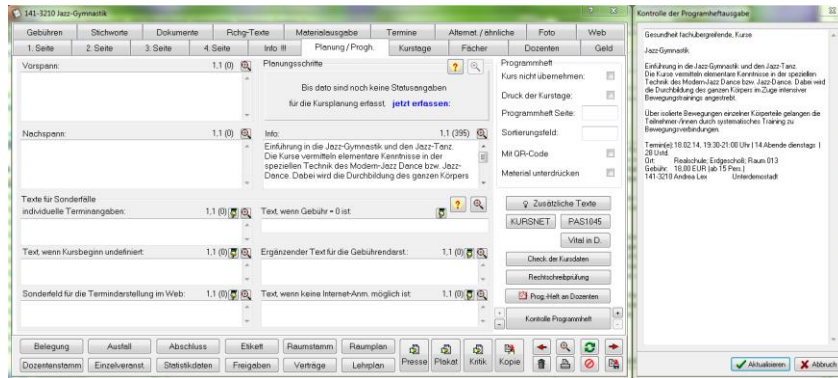 141-3210 Jazz-Gymnastik
Gebühren Stichworte Dokumente Rchg-Texte Materialausgabe Termine Alternat. / ähnliche Foto Web
1. Seite 2. Seite 3. Seite 4. Seite Info !!! Planung / Progh. Kurstage Fächer Dozenten Geld
Vorspann: 1,1 (0)
Planungsschritte
Bis dato sind noch keine Statusangaben
für die Kursplanung erfasst, jetzt erfassen:
Nachspann: 1,1 (0)
Info: 1,1 (395)
Einführung in die Jazz-Gymnastik und den Jazz-Tanz.
Die Kurse vermitteln elementare Kenntnisse in der
speziellen Technik des Modern-Jazz Dance bzw. Jazz-
Dance. Dabei wird die Durchbildung des ganzen Körpers
Texte für Sonderfälle
individuelle Terminangaben: 1,1 (0)
Text, wenn Gebühr = 0 ist:
Text, wenn Kursbeginn undefiniert: 1,1 (0)
Ergänzender Text für die Gebührendarst.: 1,1 (0)
Sonderfeld für die Termindarstellung im Web: 1,1 (0)
Text, wenn keine Internet-Anm. möglich ist: 1,1 (0)
Programmheft
Kurs nicht übernehmen:
Druck der Kurstage:
Programmheft Seite:
Sortierungsfeld:
Mit QR-Code
Material unterdrücken
Zusätzliche Texte
KURSNET PAS1045
Vital in D.
Check der Kursdaten
Rechtschreibprüfung
Prog.-Heft an Dozenten
Kontrolle Programmheft
Belegung Ausfall Abschluss Etikett Raumstamm Raumplan
Presse Plakat Kritik Kopie
Dozentenstamm Einzelveranst. Statistikdaten Freigaben Verträge Lehrplan
Kontrolle der Programheftausgabe
Gesundheit fachübergreifende, Kurse
Jazz-Gymnastik
Einführung in die Jazz-Gymnastik und den Jazz-Tanz.
Die Kurse vermitteln elementare Kenntnisse in der speziellen
Technik des Modern-Jazz Dance bzw. Jazz-Dance. Dabei wird
die Durchbildung des ganzen Körpers im Zuge intensiver
Bewegungstrainings angestrebt.
Über isolierte Bewegungen einzelner Körperteile gelangen die
Teilnehmer-/innen durch systematisches Training zu
Bewegungsverbindungen.
Termin(e): 18.02.14, 19:30-21:00 Uhr | 14 Abende dienstags |
28 Ustd.
Ort: Realschule; Erdgeschoß; Raum 013
Gebühr: 18,00 EUR (ab 15 Pers.)
141-3210 Andrea Lex Unterdemostadt
Aktualisieren Abbruch